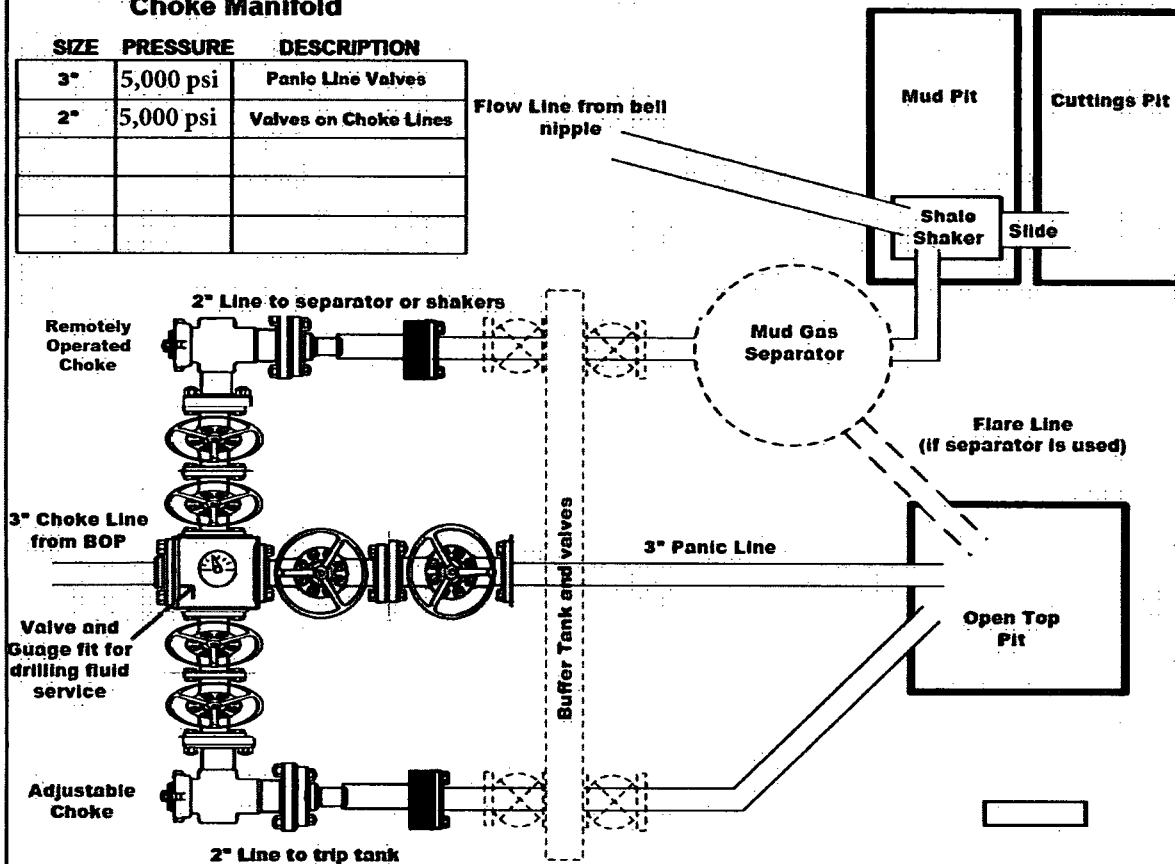 Choke Manifold
SIZE PRESSURE DESCRIPTION
3" 5,000 psi Panic Line Valves
2" 5,000 psi Valves on Choke Lines
Flow Line from bell
nipple
Mud Pit
Cuttings Pit
Shale
Shaker
Slide
2" Line to separator or shakers
Remotely
Operated
Choke
Mud Gas
Separator
Flare Line
(if separator is used)
3" Choke Line
from BOP
3" Panic Line
Buffer Tank and valves
Open Top
Pit
Valve and
Guage fit for
drilling fluid
service
Adjustable
Choke
2" Line to trip tank